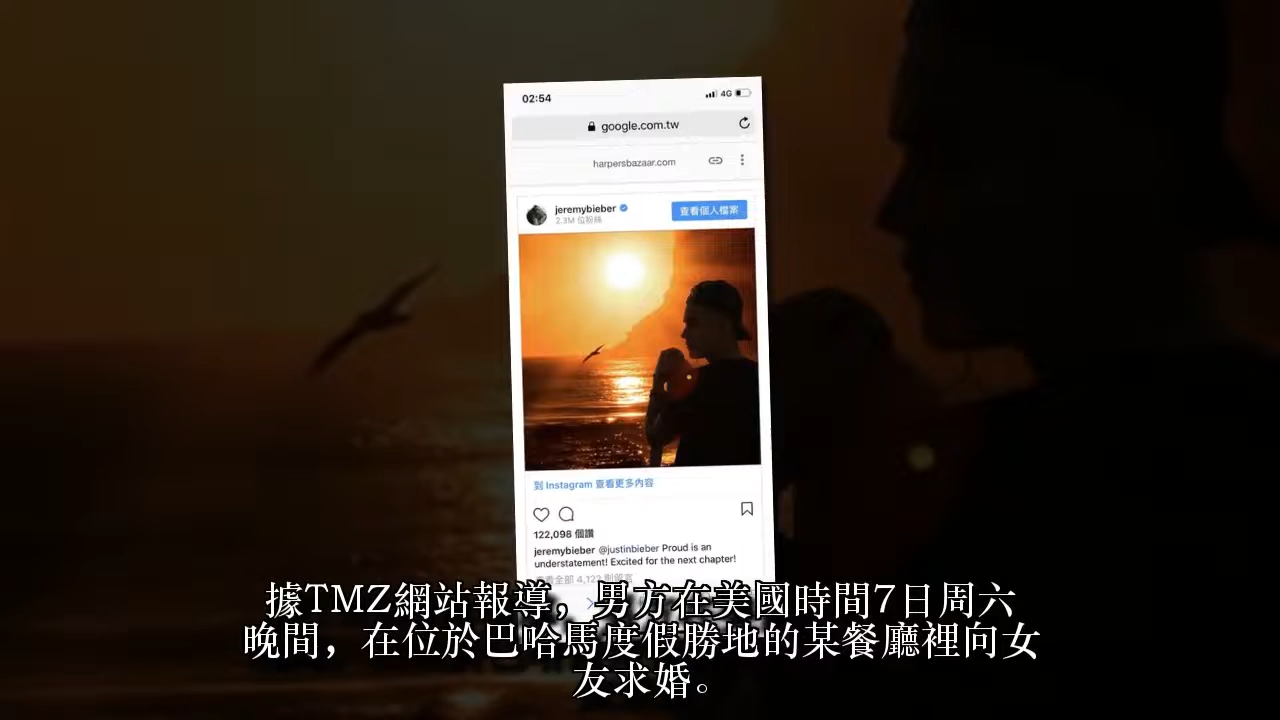 02:54
4G
google.com.tw
harpersbazaar.com
jeremybieber
2.3M 位粉絲
查看個人檔案
到 Instagram 查看更多內容
122,098 個讚
jeremybieber @justinbieber Proud is an
understatement! Excited for the next chapter!
據TMZ網站報導，男方在美國時間7日周六
晚間，在位於巴哈馬度假勝地的某餐廳裡向女
友求婚。